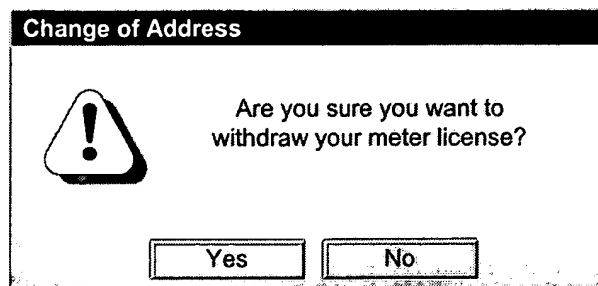 Change of Address
Are you sure you want to
withdraw your meter license?
Yes
No